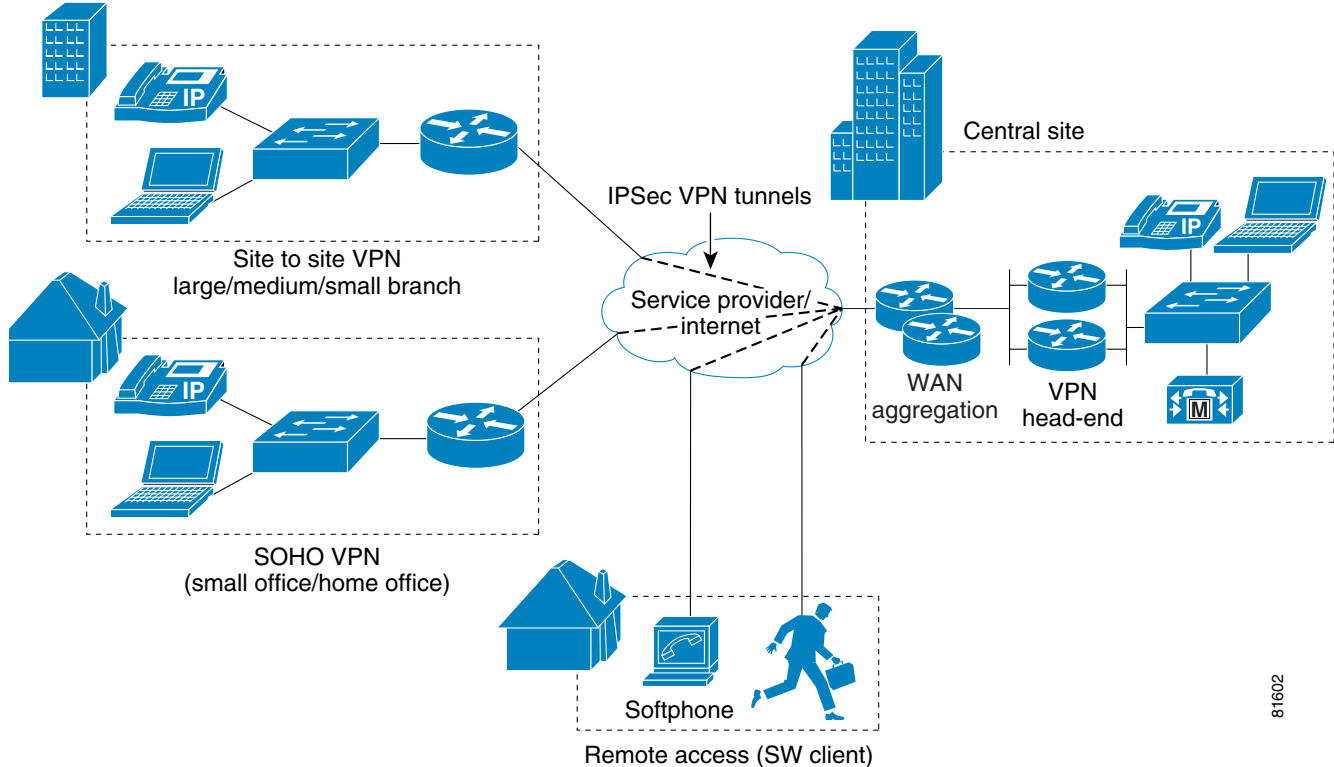 IP
Site to site VPN
large/medium/small branch
IP
SOHO VPN
(small office/home office)
IPSec VPN tunnels
Service provider/
internet
Central site
IP
WAN
aggregation
VPN
head-end
M
Softphone
Remote access (SW client)
81602